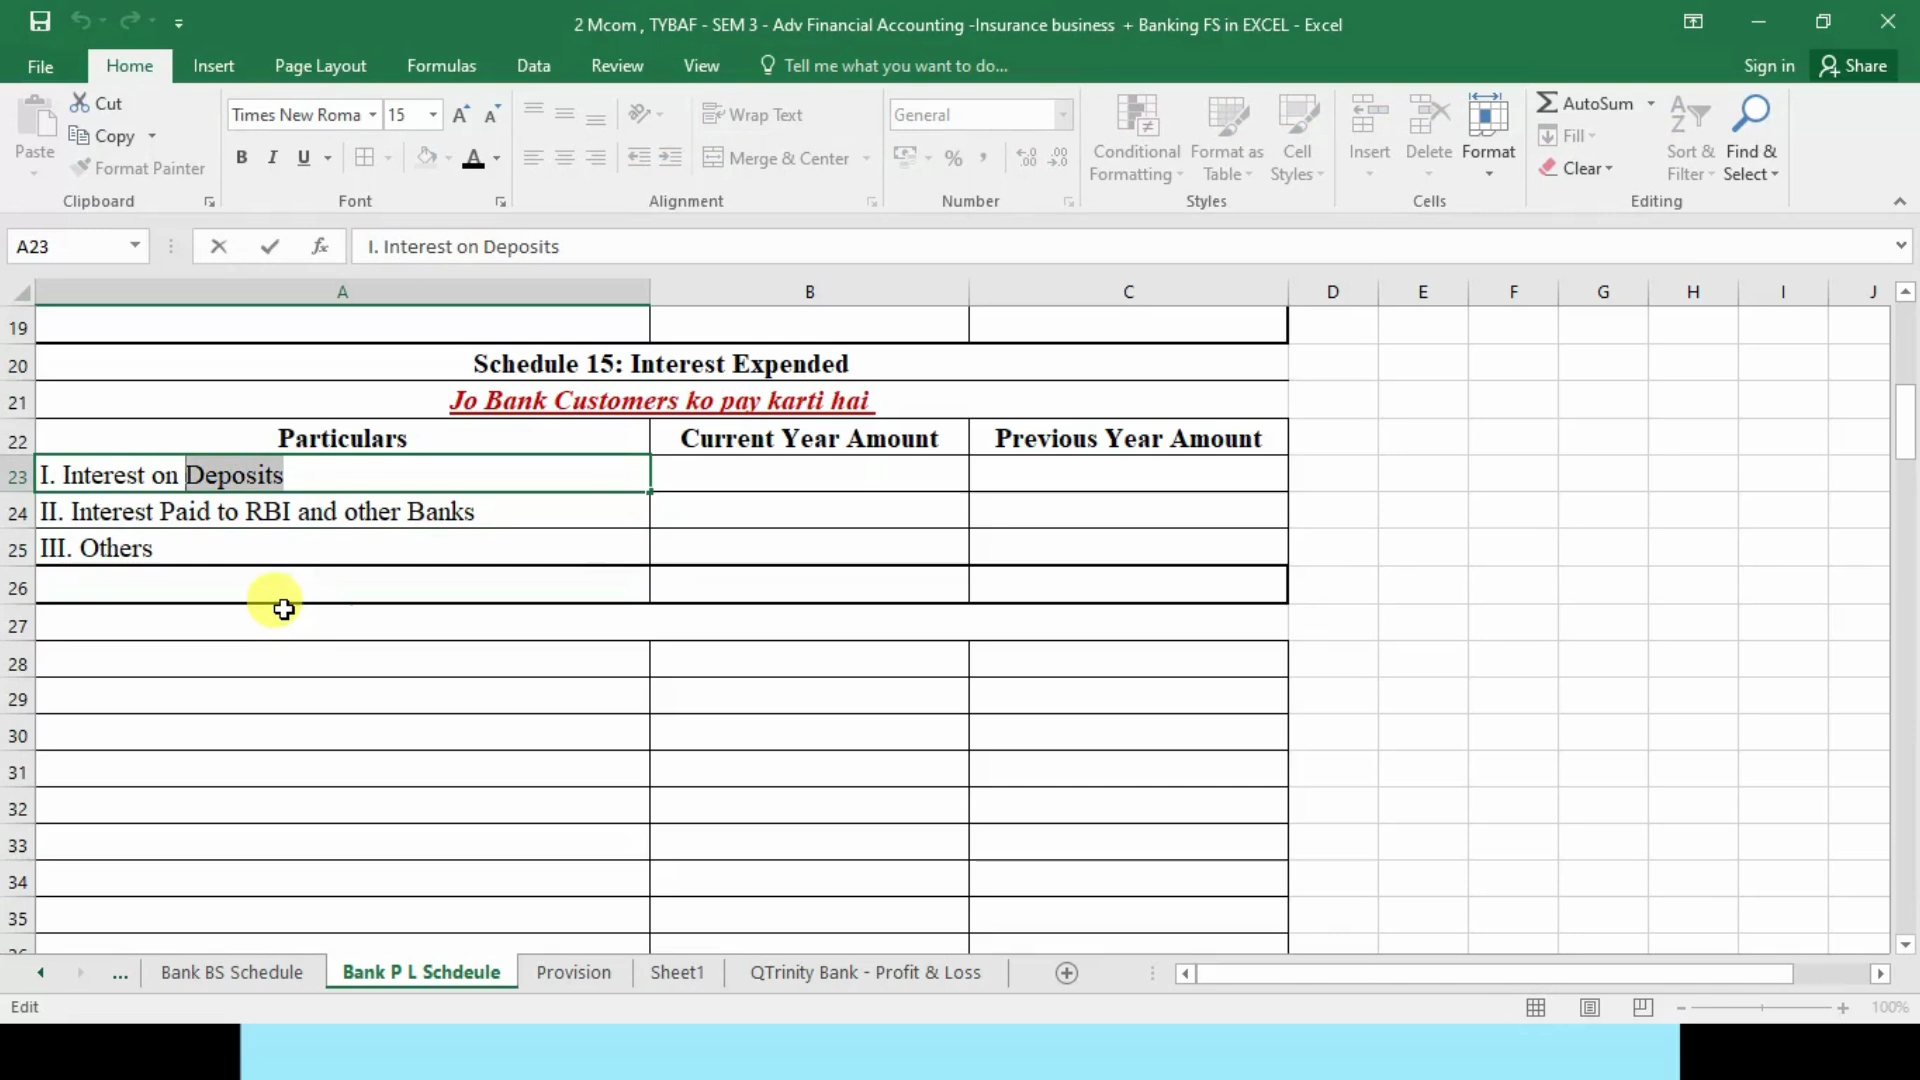 2 Mcom , TYBAF - SEM 3 - Adv Financial Accounting -Insurance business + Banking FS in EXCEL - Excel
File Home Insert Page Layout Formulas Data Review View Tell me what you want to do... Sign in Share
Paste Cut Copy Format Painter Clipboard
Times New Roma 15 A A B I U A Font
Wrap Text Merge & Center Alignment
General % , Number
Conditional Formatting Format as Table Cell Styles Styles
Insert Delete Format Cells
AutoSum Fill Clear Sort & Filter Find & Select Editing
A23 fx I. Interest on Deposits
A B C D E F G H I J
19
20 Schedule 15: Interest Expended
21 Jo Bank Customers ko pay karti hai
22 Particulars Current Year Amount Previous Year Amount
23 I. Interest on Deposits
24 II. Interest Paid to RBI and other Banks
25 III. Others
26
27
28
29
30
31
32
33
34
35
... Bank BS Schedule Bank P L Schdeule Provision Sheet1 QTrinity Bank - Profit & Loss
Edit 100%